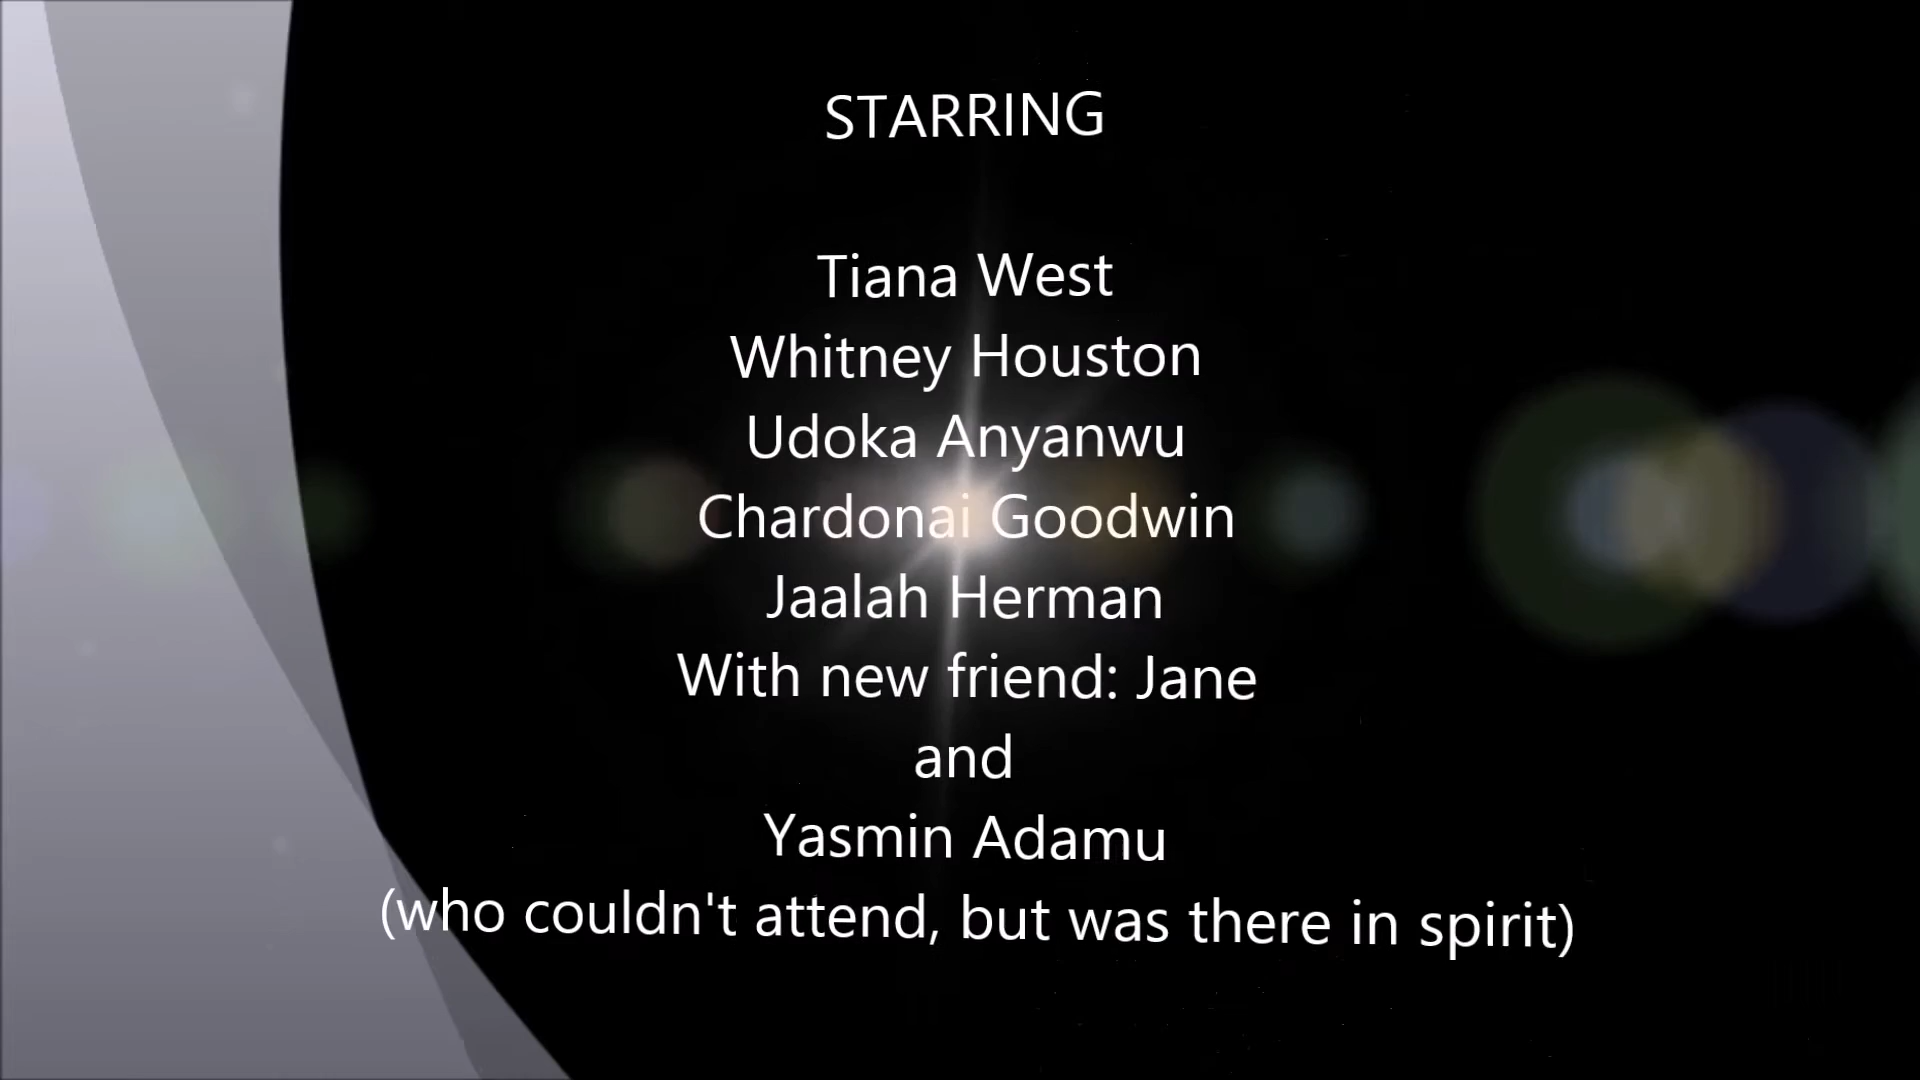 STARRING
Tiana West
Whitney Houston
Udoka Anyanwu
Chardonai Goodwin
Jaalah Herman
With new friend: Jane
and
Yasmin Adamu
(who couldn't attend, but was there in spirit)